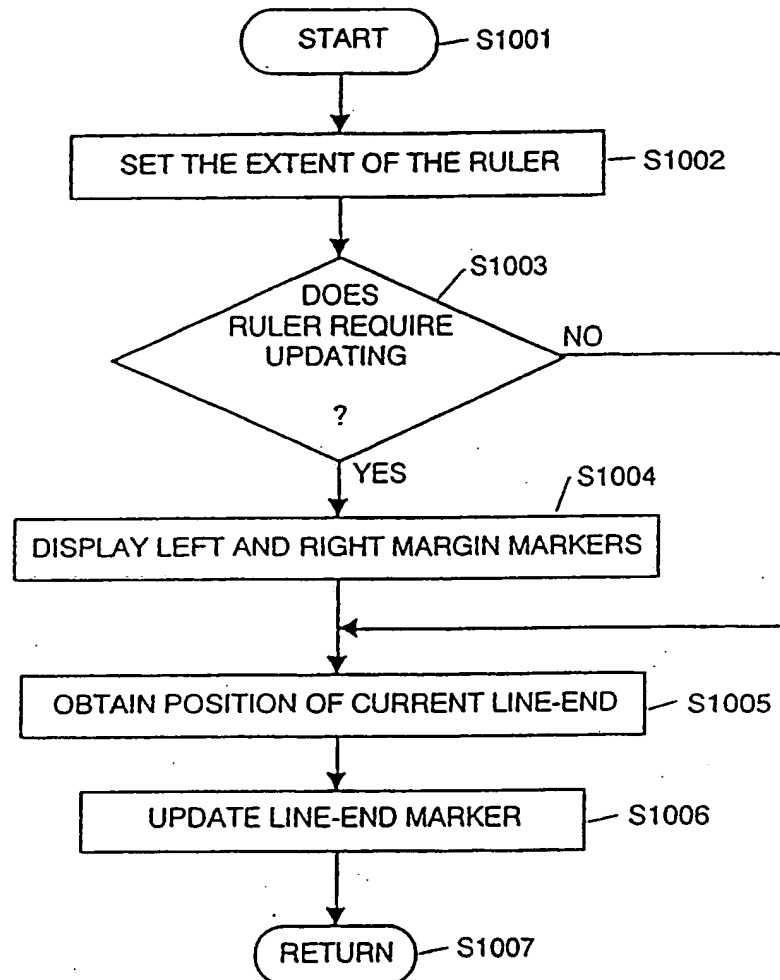 START
S1001
SET THE EXTENT OF THE RULER
S1002
S1003
DOES
RULER REQUIRE
UPDATING
?
NO
YES
S1004
DISPLAY LEFT AND RIGHT MARGIN MARKERS
OBTAIN POSITION OF CURRENT LINE-END
S1005
UPDATE LINE-END MARKER
S1006
RETURN
S1007